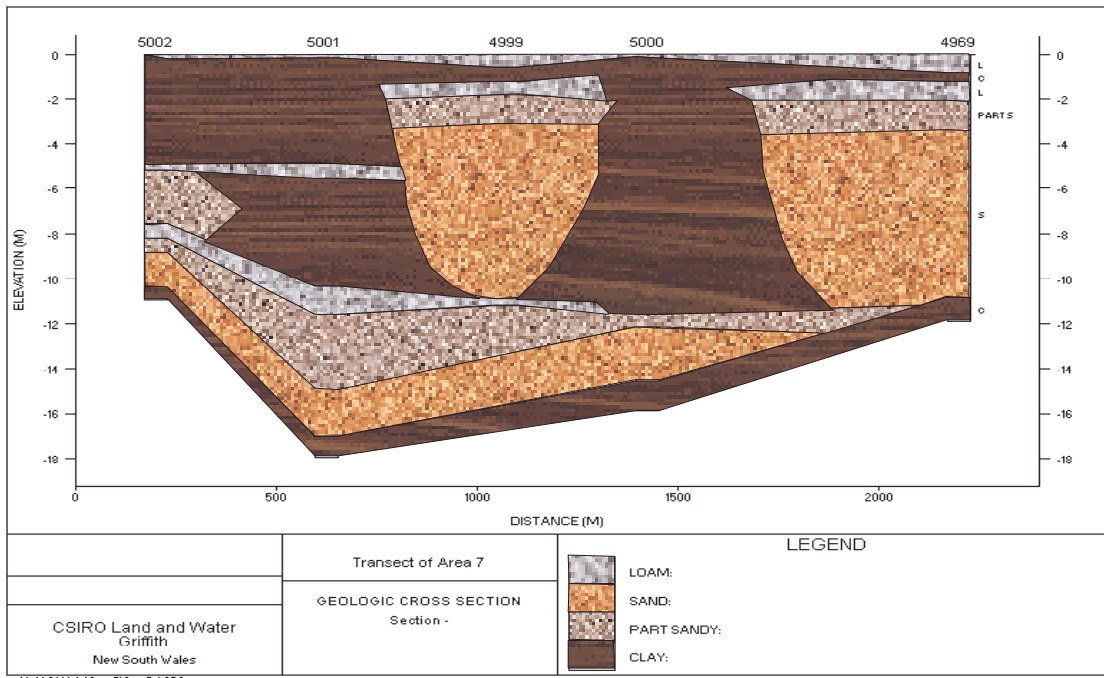 5002 5001 4999 5000 4969
0 0
L
C
L
-2 -2
PARTS
-4 -4
-6 -6
S
-8 -8
ELEVATION (M)
-10 -10
C
-12 -12
-14 -14
-16 -16
-18 -18
0 500 1000 1500 2000
DISTANCE (M)
Transect of Area 7
GEOLOGIC CROSS SECTION
Section -
CSIRO Land and Water
Griffith
New South Wales
LEGEND
LOAM:
SAND:
PART SANDY:
CLAY: